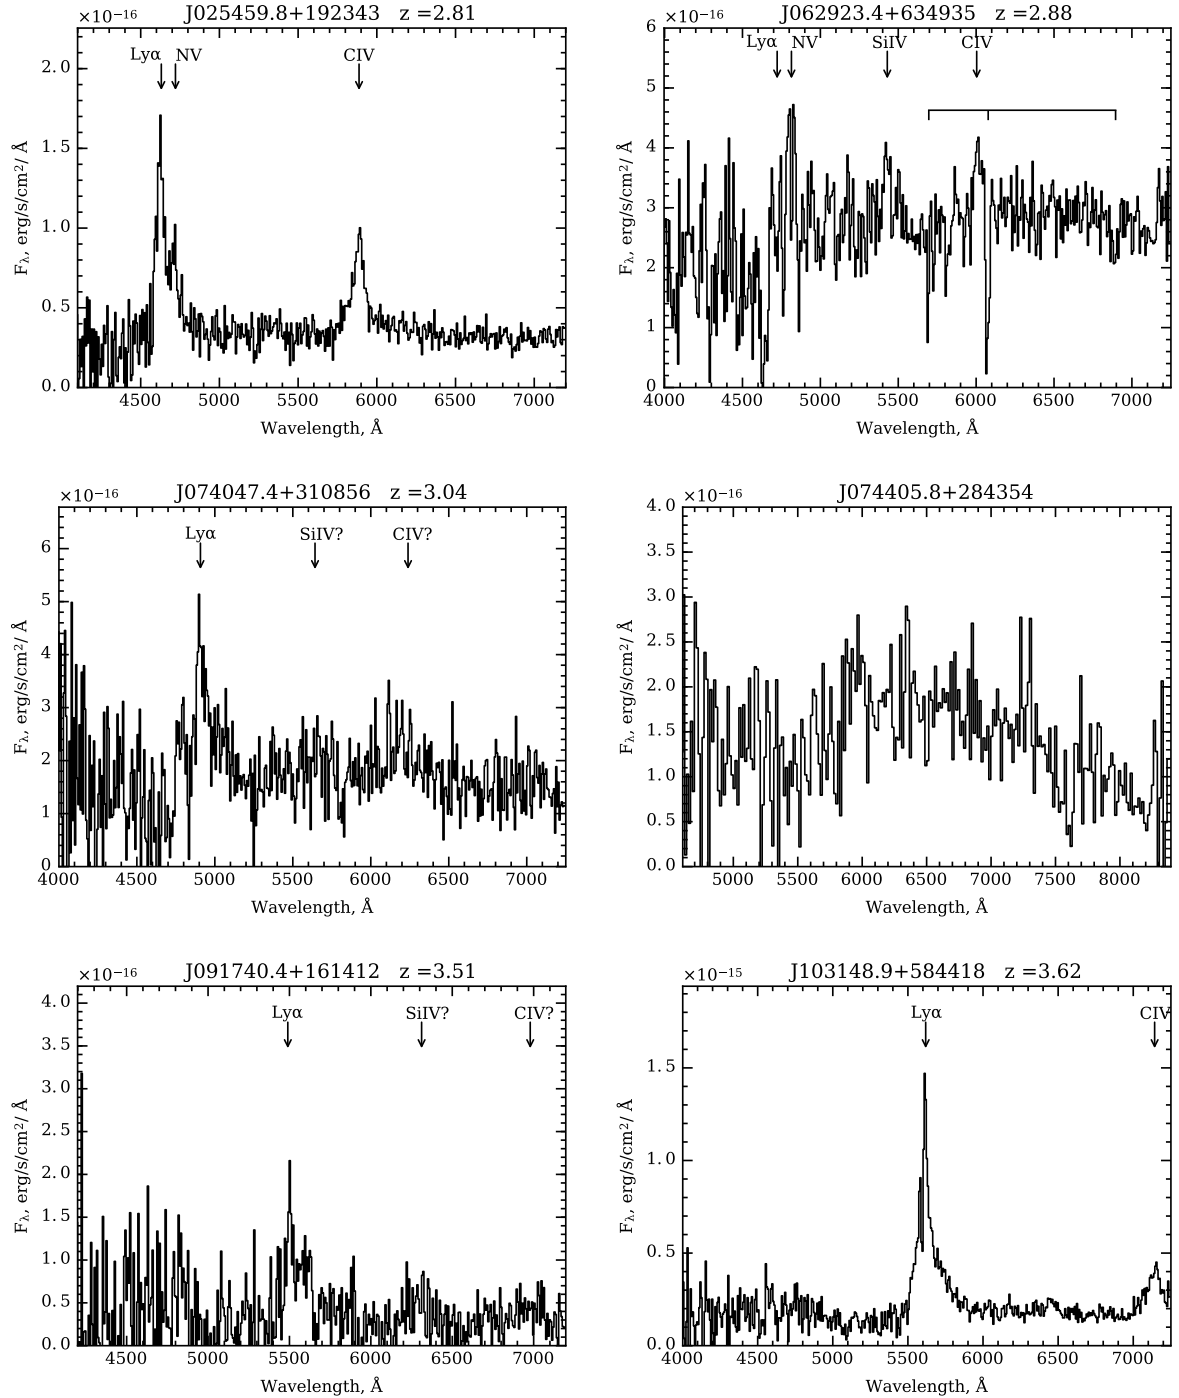 ×10⁻¹⁶ J025459.8+192343 z =2.81
Lyα NV CIV
2.0
1.5
1.0
0.5
0.0
F_λ, erg/s/cm²/ Å
4500 5000 5500 6000 6500 7000
Wavelength, Å
×10⁻¹⁶ J062923.4+634935 z =2.88
Lyα NV SiIV CIV
6
5
4
3
2
1
0
F_λ, erg/s/cm²/ Å
4000 4500 5000 5500 6000 6500 7000
Wavelength, Å
×10⁻¹⁶ J074047.4+310856 z =3.04
Lyα SiIV? CIV?
6
5
4
3
2
1
0
F_λ, erg/s/cm²/ Å
4000 4500 5000 5500 6000 6500 7000
Wavelength, Å
×10⁻¹⁶ J074405.8+284354
4.0
3.5
3.0
2.5
2.0
1.5
1.0
0.5
0.0
F_λ, erg/s/cm²/ Å
5000 5500 6000 6500 7000 7500 8000
Wavelength, Å
×10⁻¹⁶ J091740.4+161412 z =3.51
Lyα SiIV? CIV?
4.0
3.5
3.0
2.5
2.0
1.5
1.0
0.5
0.0
F_λ, erg/s/cm²/ Å
4500 5000 5500 6000 6500 7000
Wavelength, Å
×10⁻¹⁵ J103148.9+584418 z =3.62
Lyα CIV
1.5
1.0
0.5
0.0
F_λ, erg/s/cm²/ Å
4000 4500 5000 5500 6000 6500 7000
Wavelength, Å